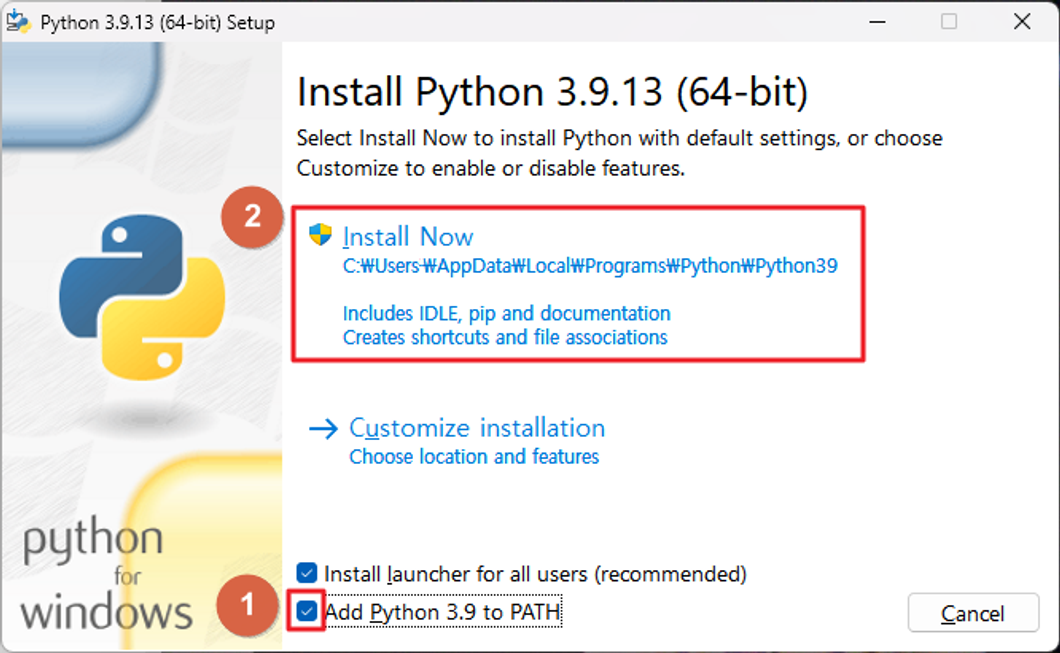 Python 3.9.13 (64-bit) Setup
Install Python 3.9.13 (64-bit)
Select Install Now to install Python with default settings, or choose
Customize to enable or disable features.
2
Install Now
C:₩Users₩AppData₩Local₩Programs₩Python₩Python39
Includes IDLE, pip and documentation
Creates shortcuts and file associations
Customize installation
Choose location and features
python
for
windows
Install launcher for all users (recommended)
1
Add Python 3.9 to PATH
Cancel